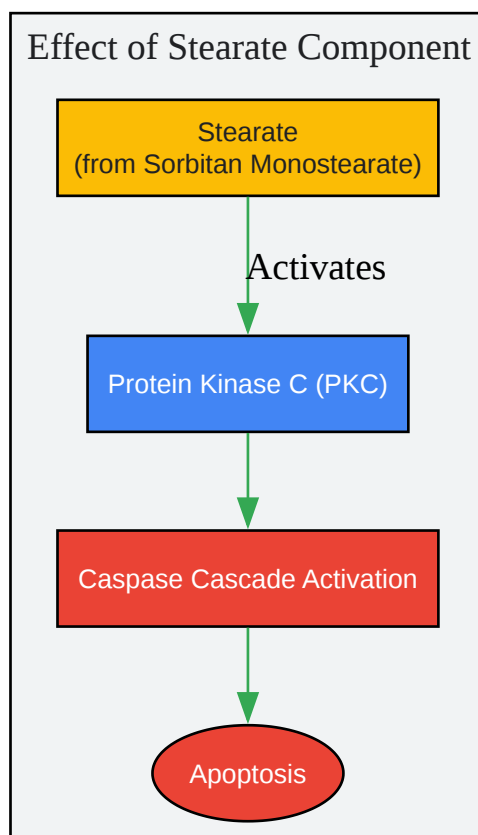 Effect of Stearate Component
Stearate
(from Sorbitan Monostearate)
Activates
Protein Kinase C (PKC)
Caspase Cascade Activation
Apoptosis